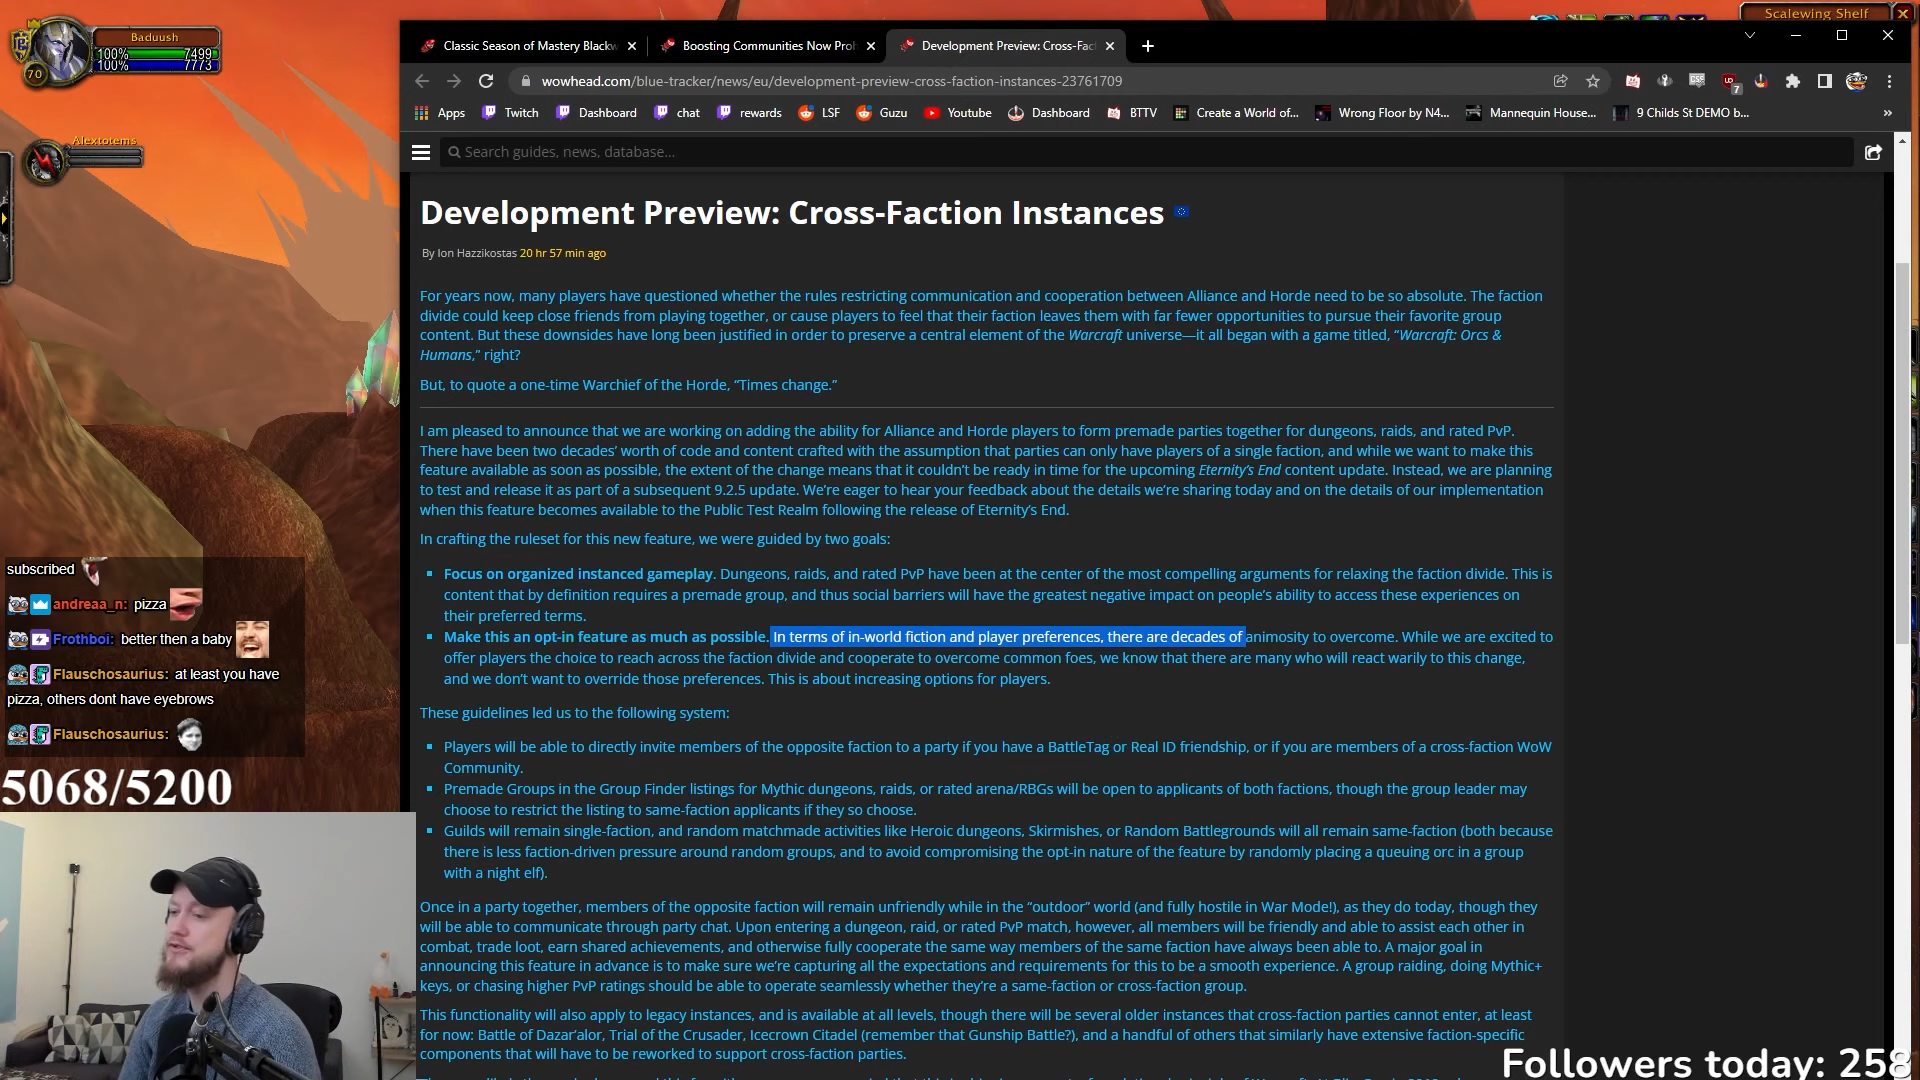 Baduush
100% 7499
100% 7773
70
Alextotems
Scalewing Shelf
Classic Season of Mastery Blackw
Boosting Communities Now Proh
Development Preview: Cross-Fact
wowhead.com/blue-tracker/news/eu/development-preview-cross-faction-instances-23761709
7
Apps Twitch Dashboard chat rewards LSF Guzu Youtube Dashboard BTTV Create a World of... Wrong Floor by N4... Mannequin House... 9 Childs St DEMO b... »
Search guides, news, database...
Development Preview: Cross-Faction Instances
By Ion Hazzikostas 20 hr 57 min ago
For years now, many players have questioned whether the rules restricting communication and cooperation between Alliance and Horde need to be so absolute. The faction
divide could keep close friends from playing together, or cause players to feel that their faction leaves them with far fewer opportunities to pursue their favorite group
content. But these downsides have long been justified in order to preserve a central element of the Warcraft universe—it all began with a game titled, “Warcraft: Orcs &
Humans,” right?
But, to quote a one-time Warchief of the Horde, “Times change.”
I am pleased to announce that we are working on adding the ability for Alliance and Horde players to form premade parties together for dungeons, raids, and rated PvP.
There have been two decades’ worth of code and content crafted with the assumption that parties can only have players of a single faction, and while we want to make this
feature available as soon as possible, the extent of the change means that it couldn’t be ready in time for the upcoming Eternity’s End content update. Instead, we are planning
to test and release it as part of a subsequent 9.2.5 update. We’re eager to hear your feedback about the details we’re sharing today and on the details of our implementation
when this feature becomes available to the Public Test Realm following the release of Eternity’s End.
In crafting the ruleset for this new feature, we were guided by two goals:
Focus on organized instanced gameplay. Dungeons, raids, and rated PvP have been at the center of the most compelling arguments for relaxing the faction divide. This is
content that by definition requires a premade group, and thus social barriers will have the greatest negative impact on people’s ability to access these experiences on
their preferred terms.
Make this an opt-in feature as much as possible. In terms of in-world fiction and player preferences, there are decades of animosity to overcome. While we are excited to
offer players the choice to reach across the faction divide and cooperate to overcome common foes, we know that there are many who will react warily to this change,
and we don’t want to override those preferences. This is about increasing options for players.
These guidelines led us to the following system:
Players will be able to directly invite members of the opposite faction to a party if you have a BattleTag or Real ID friendship, or if you are members of a cross-faction WoW
Community.
Premade Groups in the Group Finder listings for Mythic dungeons, raids, or rated arena/RBGs will be open to applicants of both factions, though the group leader may
choose to restrict the listing to same-faction applicants if they so choose.
Guilds will remain single-faction, and random matchmade activities like Heroic dungeons, Skirmishes, or Random Battlegrounds will all remain same-faction (both because
there is less faction-driven pressure around random groups, and to avoid compromising the opt-in nature of the feature by randomly placing a queuing orc in a group
with a night elf).
Once in a party together, members of the opposite faction will remain unfriendly while in the “outdoor” world (and fully hostile in War Mode!), as they do today, though they
will be able to communicate through party chat. Upon entering a dungeon, raid, or rated PvP match, however, all members will be friendly and able to assist each other in
combat, trade loot, earn shared achievements, and otherwise fully cooperate the same way members of the same faction have always been able to. A major goal in
announcing this feature in advance is to make sure we’re capturing all the expectations and requirements for this to be a smooth experience. A group raiding, doing Mythic+
keys, or chasing higher PvP ratings should be able to operate seamlessly whether they’re a same-faction or cross-faction group.
This functionality will also apply to legacy instances, and is available at all levels, though there will be several older instances that cross-faction parties cannot enter, at least
for now: Battle of Dazar’alor, Trial of the Crusader, Icecrown Citadel (remember that Gunship Battle?), and a handful of others that similarly have extensive faction-specific
components that will have to be reworked to support cross-faction parties.
subscribed
andreaa_n: pizza
Frothboi: better then a baby
Flauschosaurius: at least you have
pizza, others dont have eyebrows
Flauschosaurius:
5068/5200
Followers today: 258